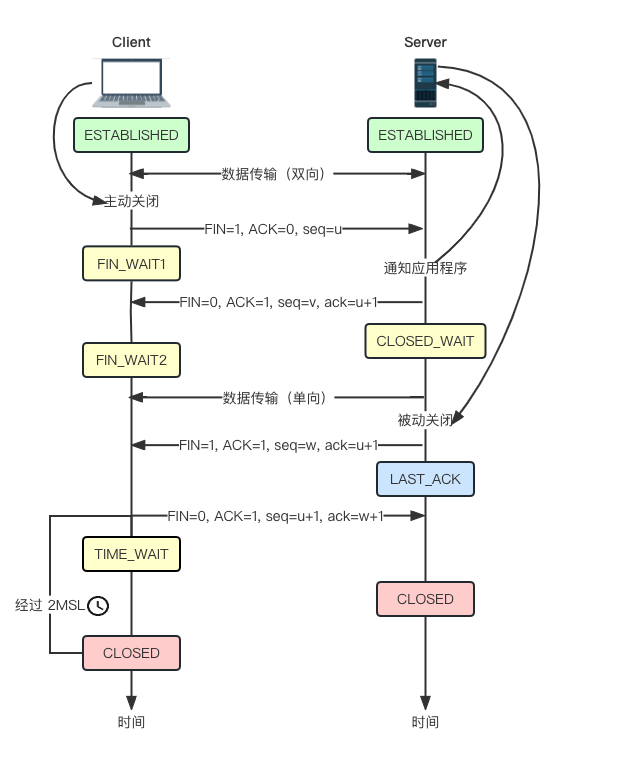 Client
Server
ESTABLISHED
ESTABLISHED
数据传输（双向）
主动关闭
FIN=1, ACK=0, seq=u
FIN_WAIT1
通知应用程序
FIN=0, ACK=1, seq=v, ack=u+1
CLOSED_WAIT
FIN_WAIT2
数据传输（单向）
被动关闭
FIN=1, ACK=1, seq=w, ack=u+1
LAST_ACK
FIN=0, ACK=1, seq=u+1, ack=w+1
TIME_WAIT
CLOSED
经过 2MSL
CLOSED
时间
时间